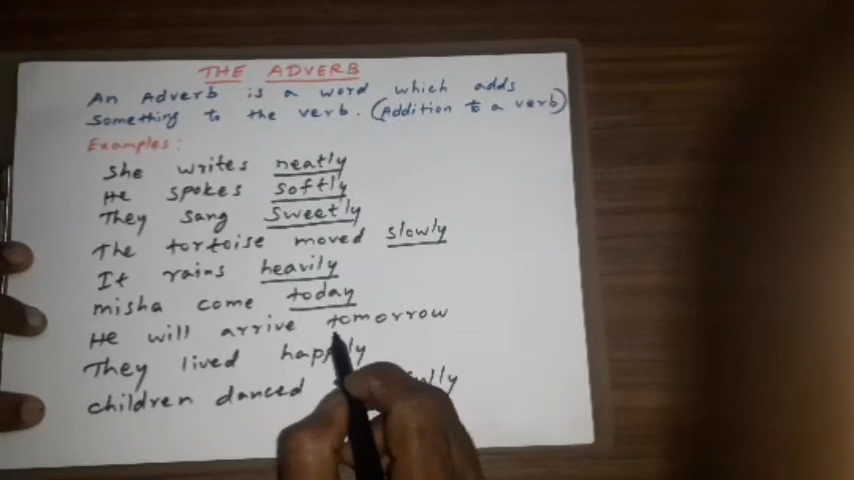 THE ADVERB
An Adverb is a word which adds
something to the verb. (Addition to a verb)
Examples:
She writes neatly
He spokes softly
They sang sweetly
The tortoise moved slowly
It rains heavily
misha come today
He will arrive tomorrow
They lived happily
children danced